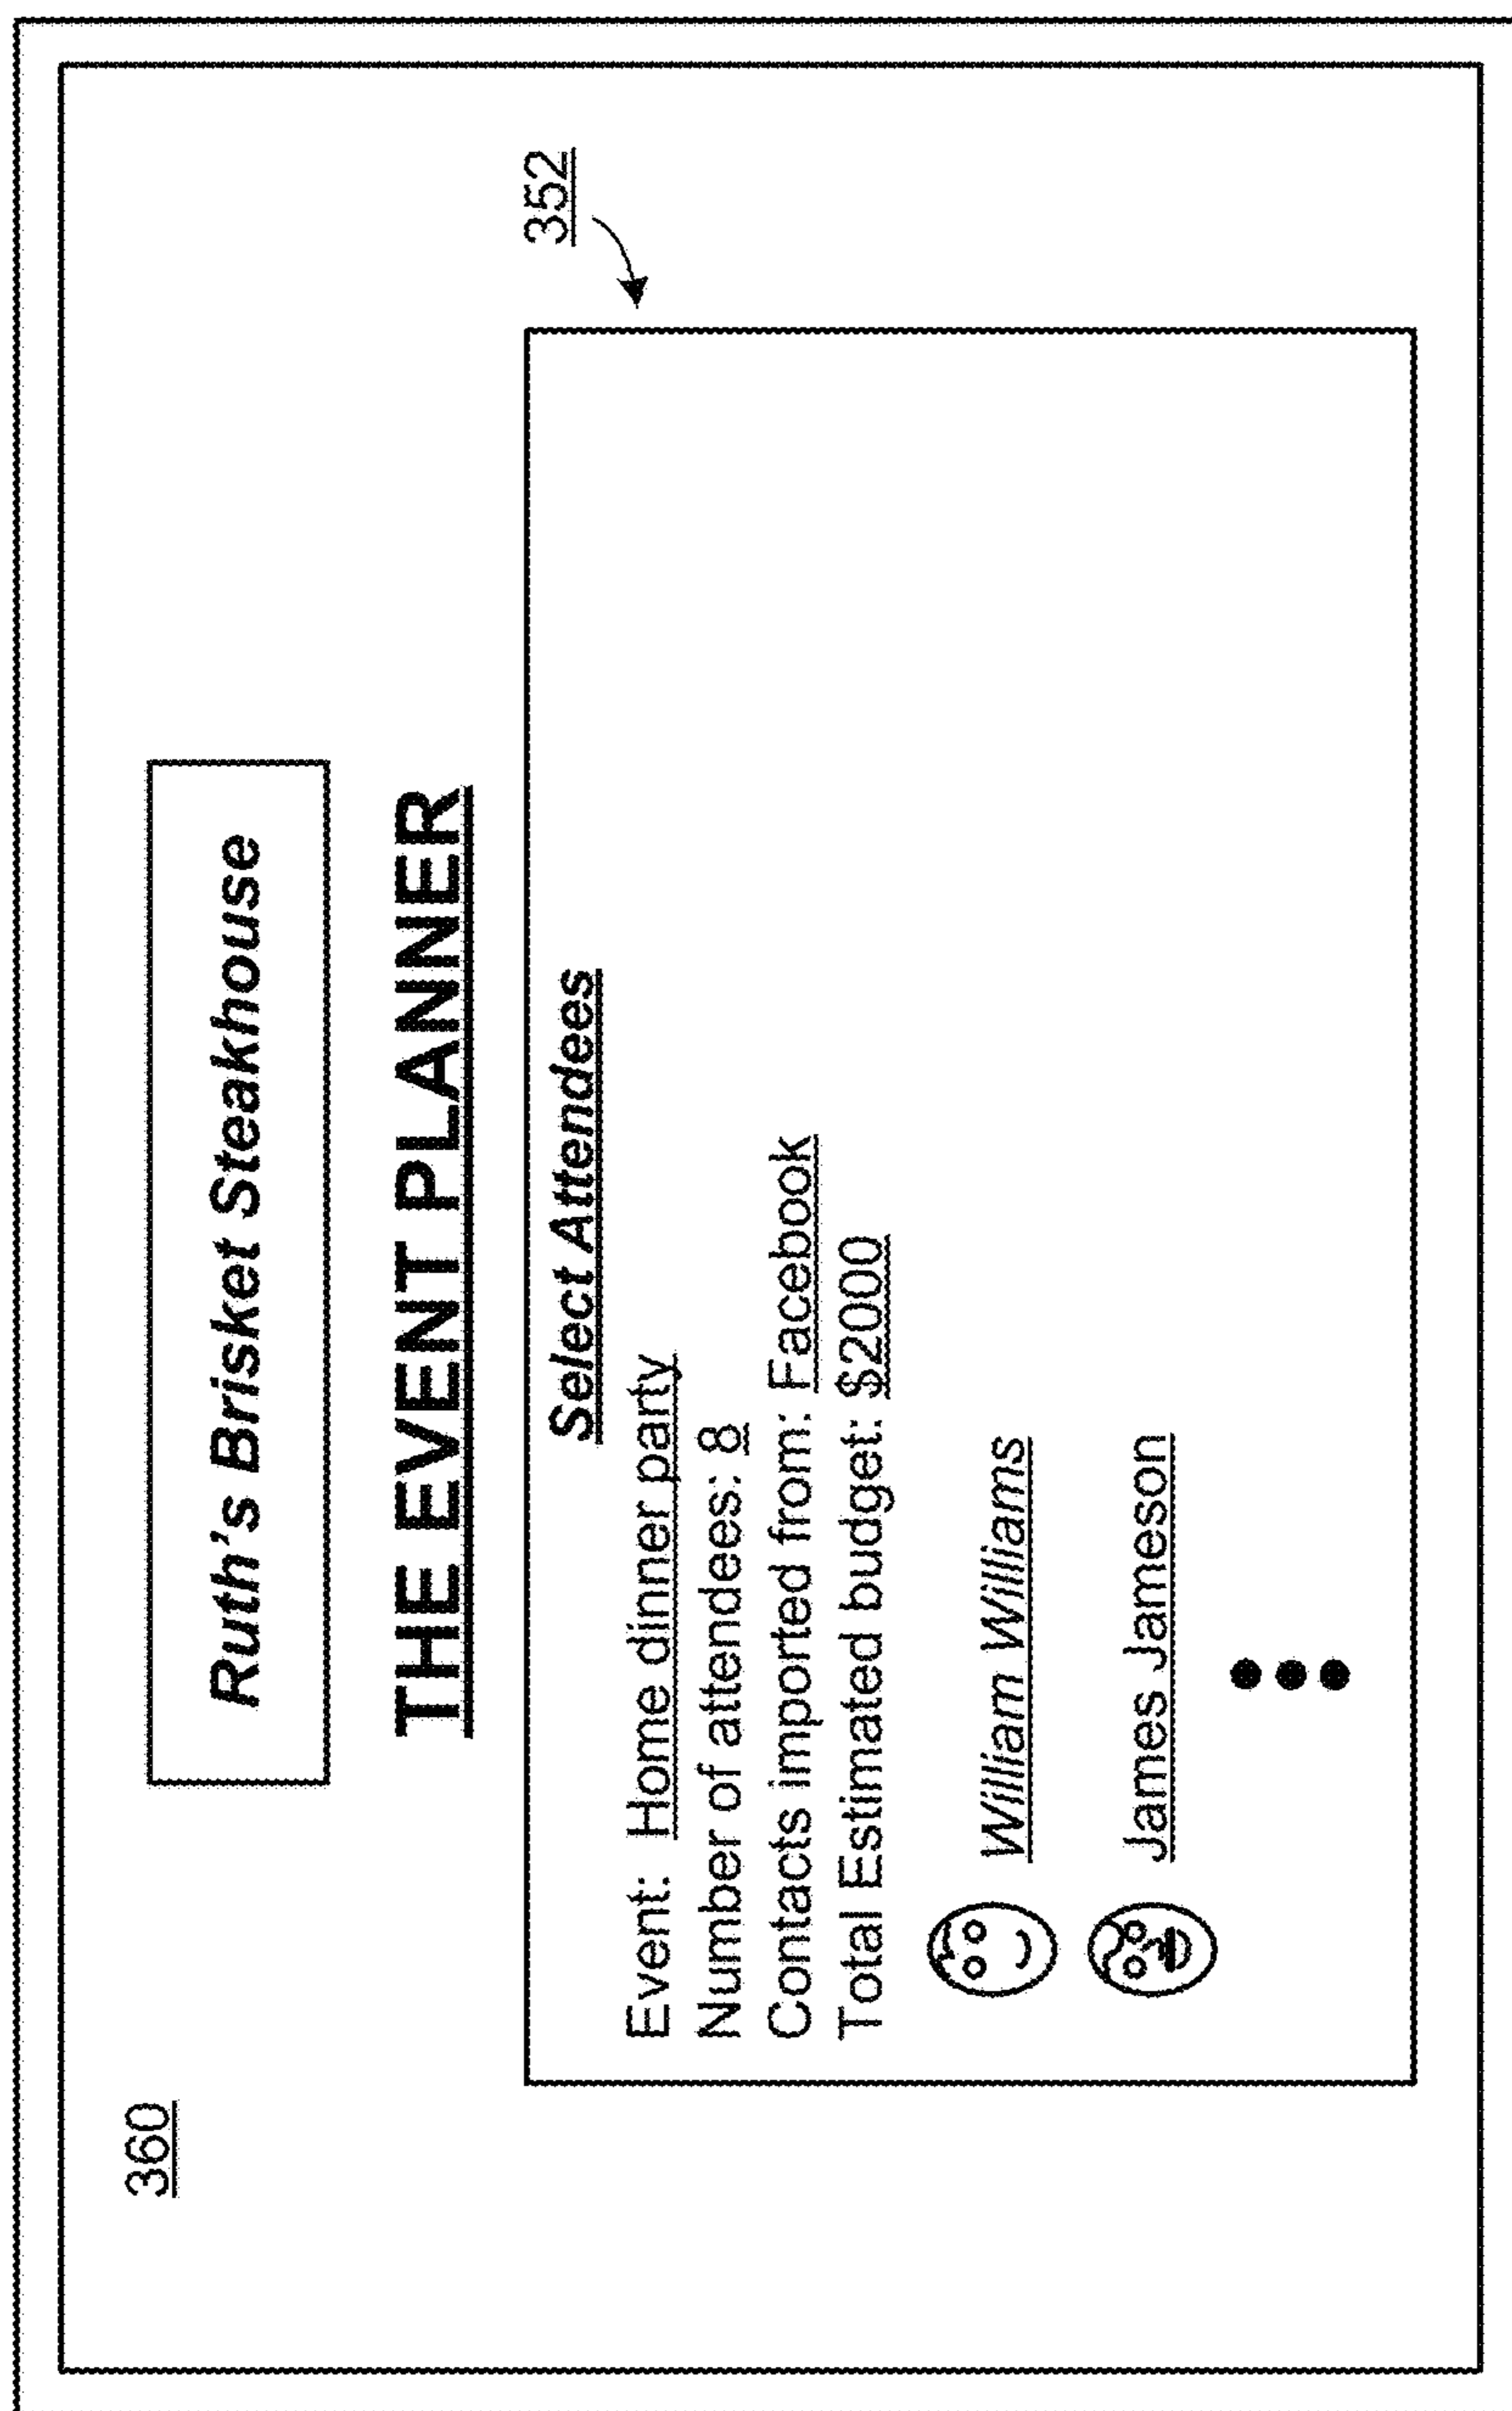 360
Ruth's Brisket Steakhouse
THE EVENT PLANNER
352
Select Attendees
Event: Home dinner party
Number of attendees: 8
Contacts imported from: Facebook
Total Estimated budget: $2000
William Williams
James Jameson